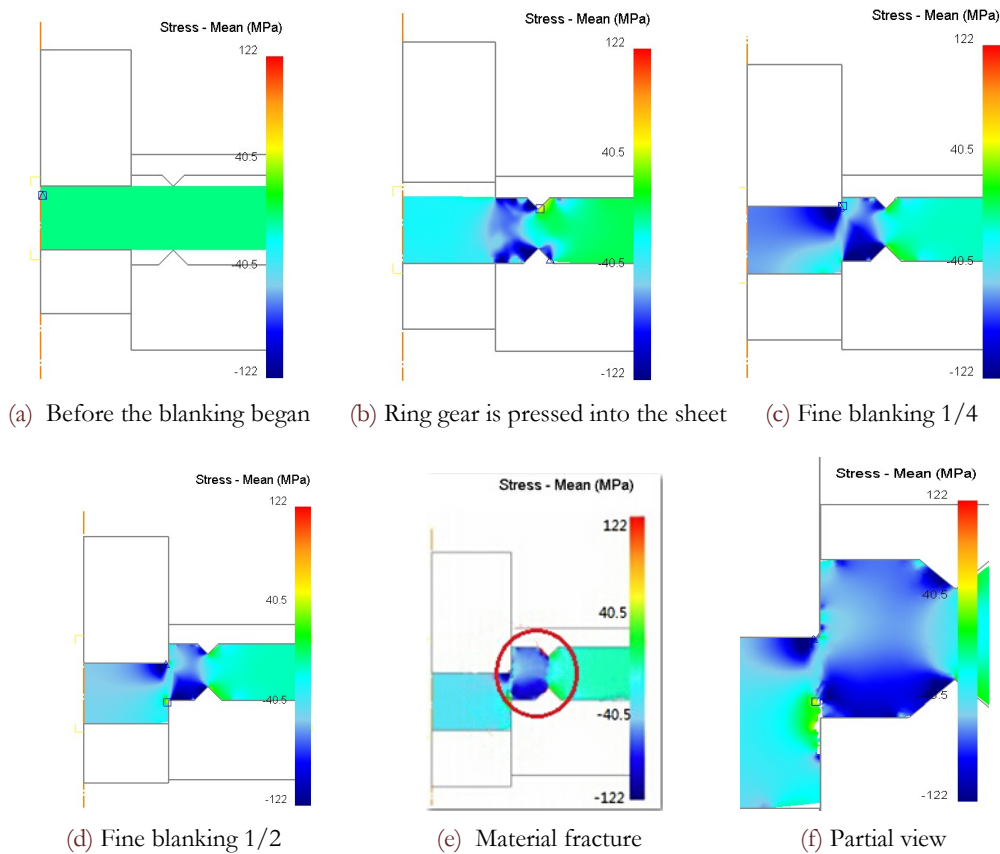 Stress - Mean (MPa)
122
40.5
-40.5
-122
(a) Before the blanking began
Stress - Mean (MPa)
122
40.5
-40.5
-122
(b) Ring gear is pressed into the sheet
Stress - Mean (MPa)
122
40.5
-40.5
-122
(c) Fine blanking 1/4
Stress - Mean (MPa)
122
40.5
-40.5
-122
(d) Fine blanking 1/2
Stress - Mean (MPa)
122
40.5
-40.5
-122
(e) Material fracture
Stress - Mean (MPa)
122
40.5
-40.5
-122
(f) Partial view